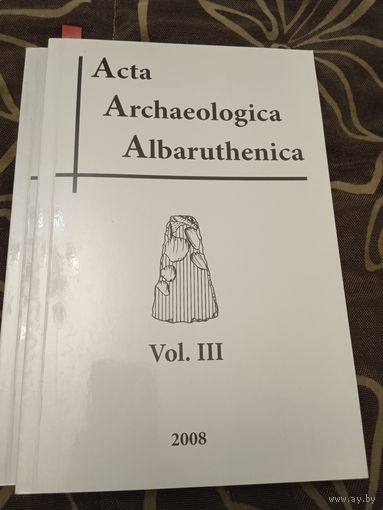 Acta
Archaeologica
Albaruthenica
Vol. III
2008
www.ay.by